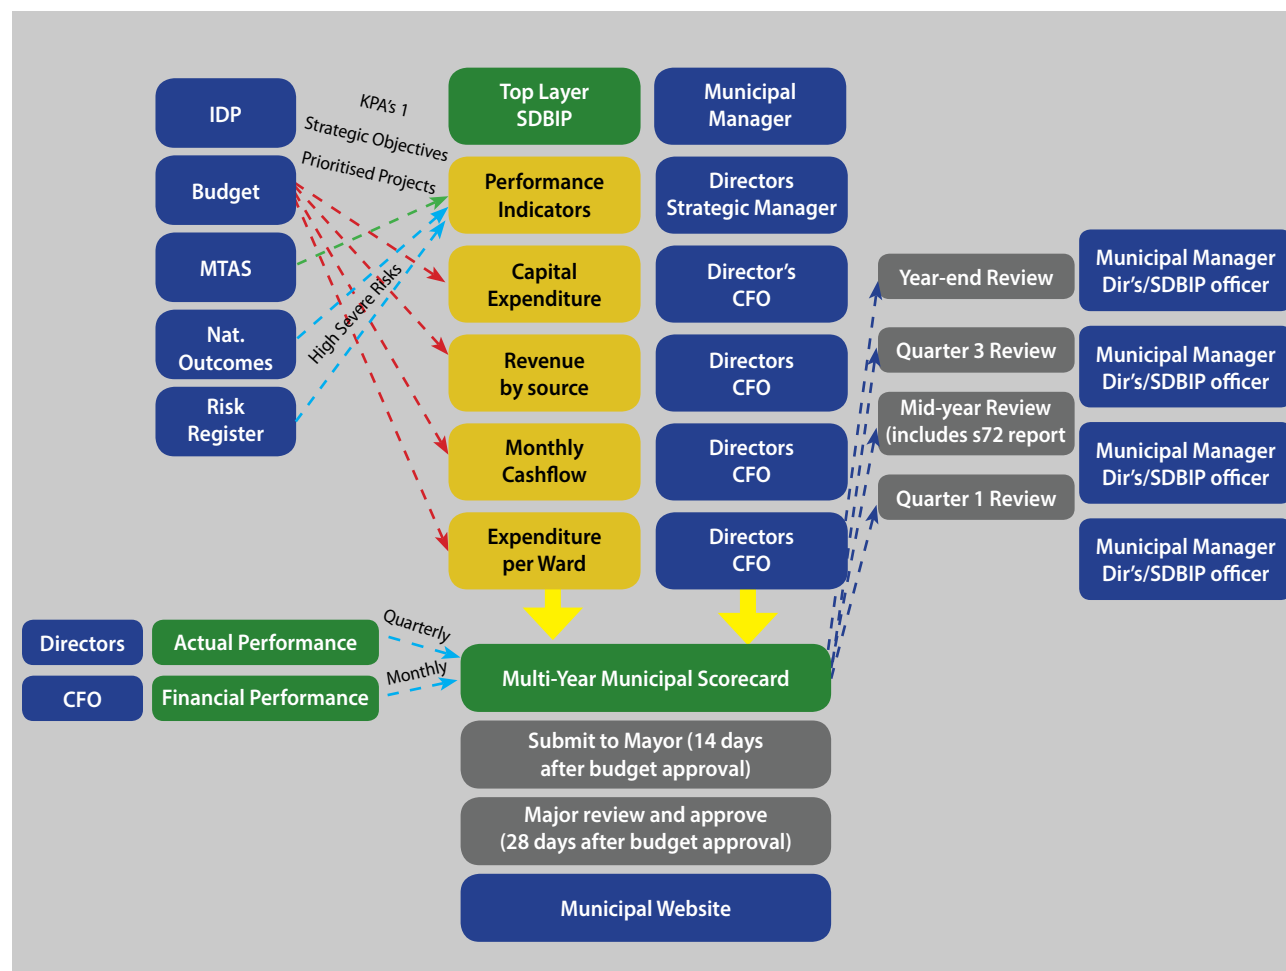 IDP
Budget
MTAS
Nat.
Outcomes
Risk
Register
KPA's 1
Strategic Objectives
Prioritised Projects
High Severe Risks
Top Layer
SDBIP
Performance
Indicators
Capital
Expenditure
Revenue
by source
Monthly
Cashflow
Expenditure
per Ward
Municipal
Manager
Directors
Strategic Manager
Director's
CFO
Directors
CFO
Directors
CFO
Directors
CFO
Year-end Review
Quarter 3 Review
Mid-year Review
(includes s72 report
Quarter 1 Review
Municipal Manager
Dir's/SDBIP officer
Municipal Manager
Dir's/SDBIP officer
Municipal Manager
Dir's/SDBIP officer
Municipal Manager
Dir's/SDBIP officer
Directors
Actual Performance
Quarterly
CFO
Financial Performance
Monthly
Multi-Year Municipal Scorecard
Submit to Mayor (14 days
after budget approval)
Major review and approve
(28 days after budget approval)
Municipal Website